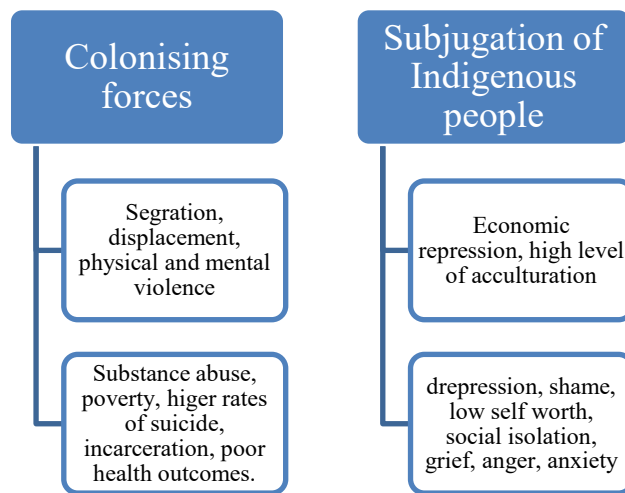 Colonising
forces
Segration,
displacement,
physical and mental
violence
Substance abuse,
poverty, higer rates
of suicide,
incarceration, poor
health outcomes.
Subjugation of
Indigenous
people
Economic
repression, high level
of acculturation
drepression, shame,
low self worth,
social isolation,
grief, anger, anxiety